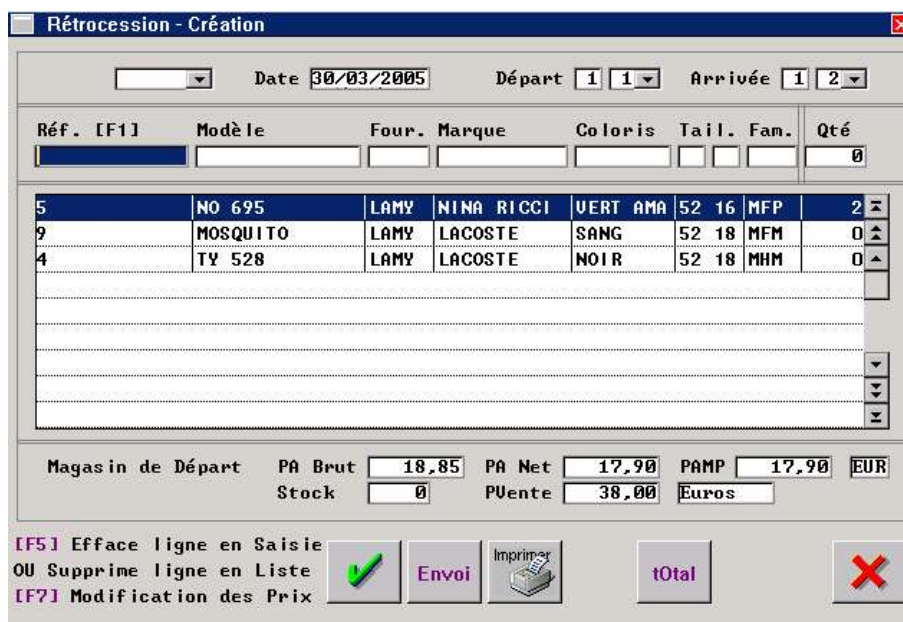 Rétrocession - Création
Date 30/03/2005 Départ 1 1 Arrivée 1 2
Réf. [F1] Modèle Four. Marque Coloris Tail. Fam. Qté
0
5 NO 695 LAMY NINA RICCI VERT AMA 52 16 MFP 2
9 MOSQUITO LAMY LACOSTE SANG 52 18 MFM 0
4 TY 528 LAMY LACOSTE NOIR 52 18 MHM 0
Magasin de Départ PA Brut 18,85 PA Net 17,90 PAMP 17,90 EUR
Stock 0 PVente 38,00 Euros
[F5] Efface ligne en Saisie
OU Supprime ligne en Liste
[F7] Modification des Prix
Envoi
Imprimer
tOtal